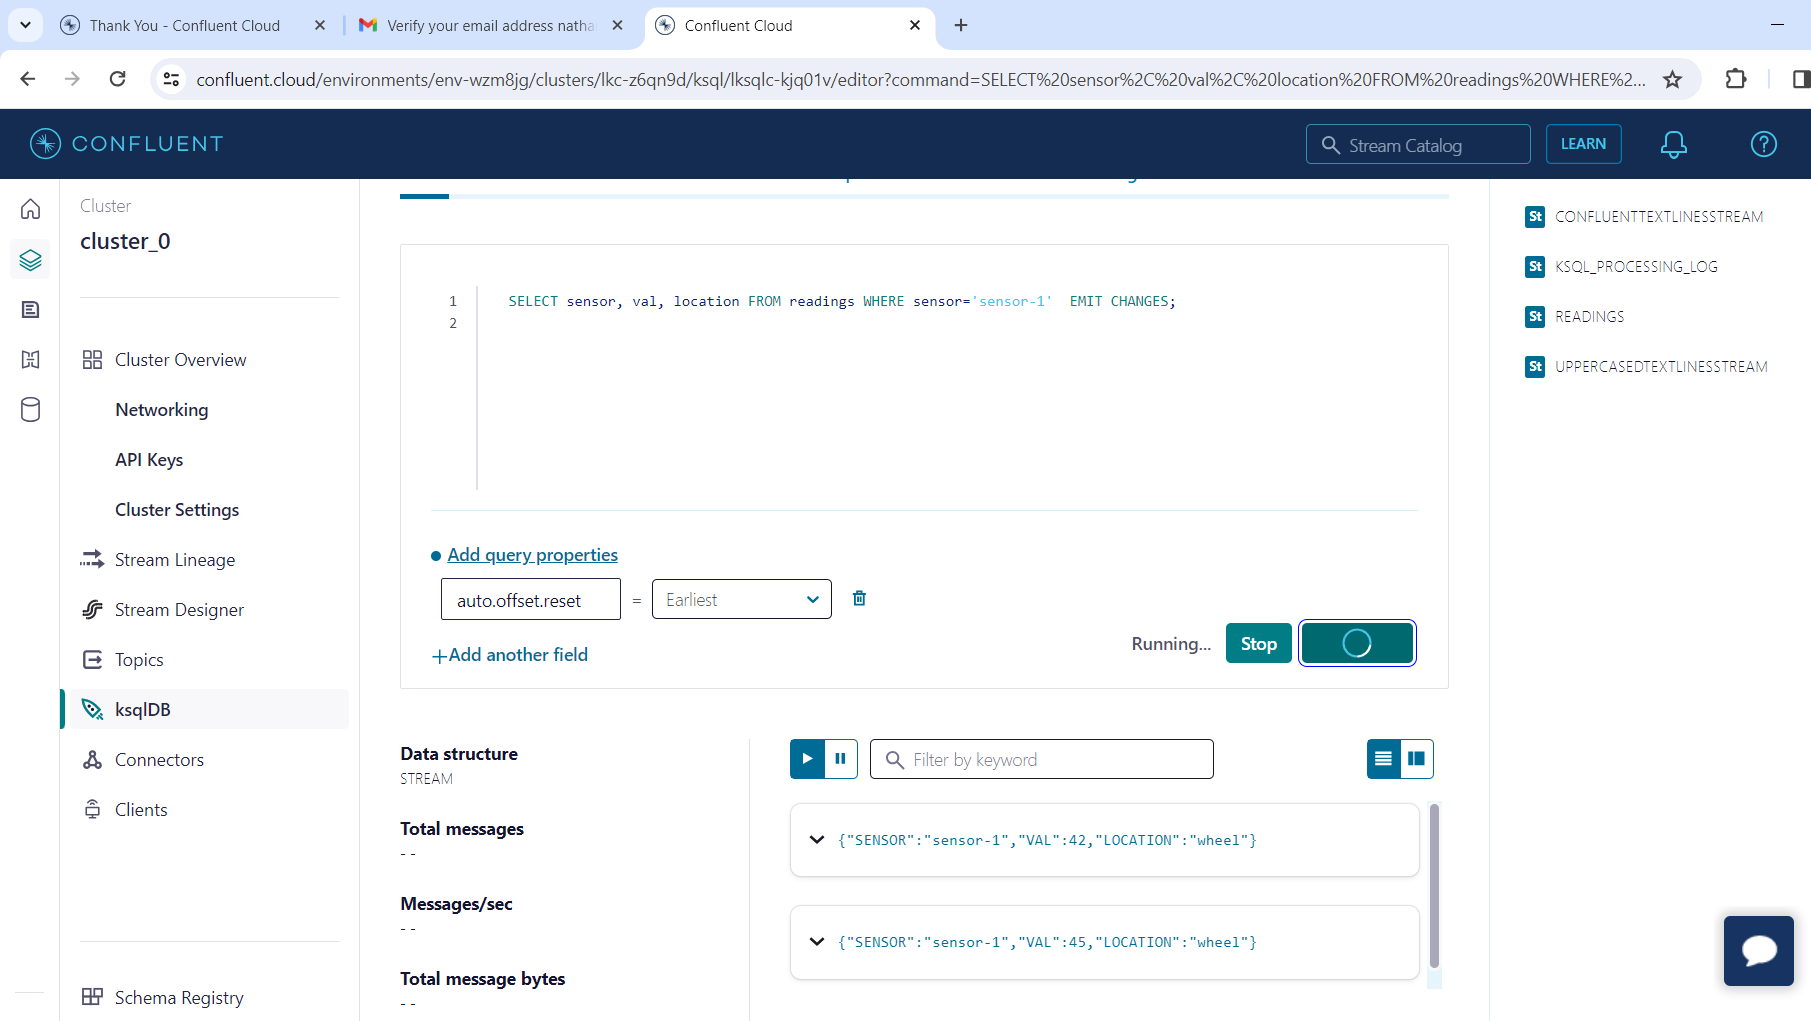 Thank You - Confluent Cloud
Verify your email address natha
Confluent Cloud
confluent.cloud/environments/env-wzm8jg/clusters/lkc-z6qn9d/ksql/lksqlc-kjq01v/editor?command=SELECT%20sensor%2C%20val%2C%20location%20FROM%20readings%20WHERE%2...
CONFLUENT
Stream Catalog
LEARN
Cluster
cluster_0
Cluster Overview
Networking
API Keys
Cluster Settings
Stream Lineage
Stream Designer
Topics
ksqlDB
Connectors
Clients
Schema Registry
1 SELECT sensor, val, location FROM readings WHERE sensor='sensor-1'  EMIT CHANGES;
2
Add query properties
auto.offset.reset = Earliest
+Add another field
Running... Stop
Data structure
STREAM
Total messages
- -
Messages/sec
- -
Total message bytes
- -
Filter by keyword
{"SENSOR":"sensor-1","VAL":42,"LOCATION":"wheel"}
{"SENSOR":"sensor-1","VAL":45,"LOCATION":"wheel"}
St CONFLUENTTEXTLINESSTREAM
St KSQL_PROCESSING_LOG
St READINGS
St UPPERCASEDTEXTLINESSTREAM